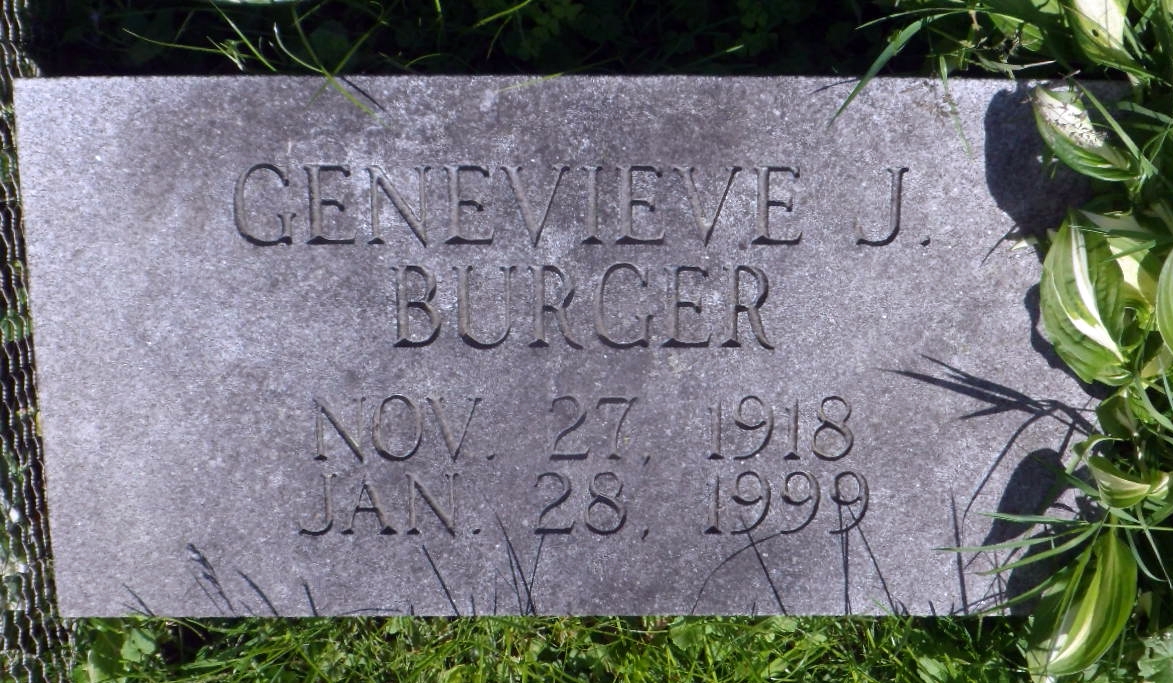 GENEVIEVE J.
BURGER
NOV. 27, 1918
JAN. 28, 1999